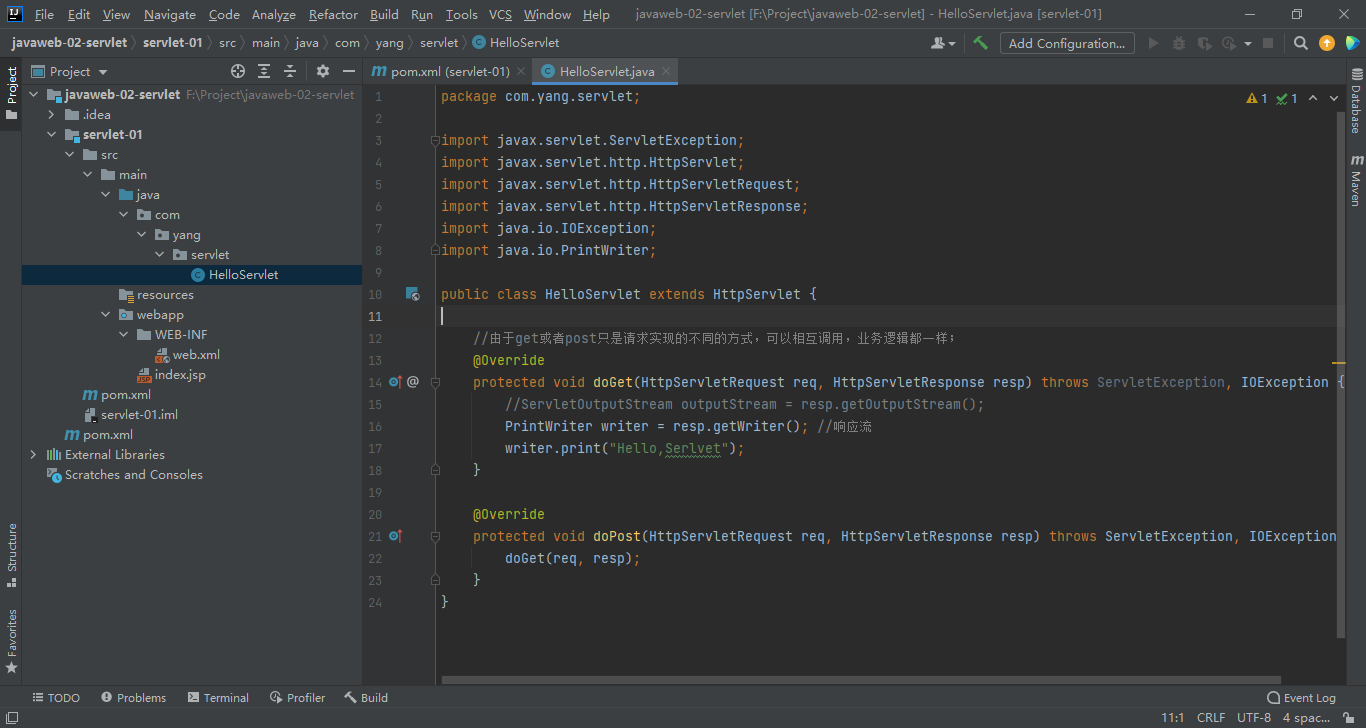 File Edit View Navigate Code Analyze Refactor Build Run Tools VCS Window Help javaweb-02-servlet [F:\Project\javaweb-02-servlet] - HelloServlet.java [servlet-01]
javaweb-02-servlet servlet-01 src main java com yang servlet HelloServlet Add Configuration...
Project
pom.xml (servlet-01) HelloServlet.java
Project
javaweb-02-servlet F:\Project\javaweb-02-servlet
.idea
servlet-01
src
main
java
com
yang
servlet
HelloServlet
resources
webapp
WEB-INF
web.xml
index.jsp
pom.xml
servlet-01.iml
pom.xml
External Libraries
Scratches and Consoles
Structure
Favorites
1 package com.yang.servlet;
2
3 import javax.servlet.ServletException;
4 import javax.servlet.http.HttpServlet;
5 import javax.servlet.http.HttpServletRequest;
6 import javax.servlet.http.HttpServletResponse;
7 import java.io.IOException;
8 import java.io.PrintWriter;
9
10 public class HelloServlet extends HttpServlet {
11
12 //由于get或者post只是请求实现的不同的方式，可以相互调用，业务逻辑都一样；
13 @Override
14 @ protected void doGet(HttpServletRequest req, HttpServletResponse resp) throws ServletException, IOException {
15 //ServletOutputStream outputStream = resp.getOutputStream();
16 PrintWriter writer = resp.getWriter(); //响应流
17 writer.print("Hello,Serlvet");
18 }
19
20 @Override
21 protected void doPost(HttpServletRequest req, HttpServletResponse resp) throws ServletException, IOException
22 doGet(req, resp);
23 }
24 }
1 1
Database
Maven
TODO Problems Terminal Profiler Build Event Log
11:1 CRLF UTF-8 4 spac...